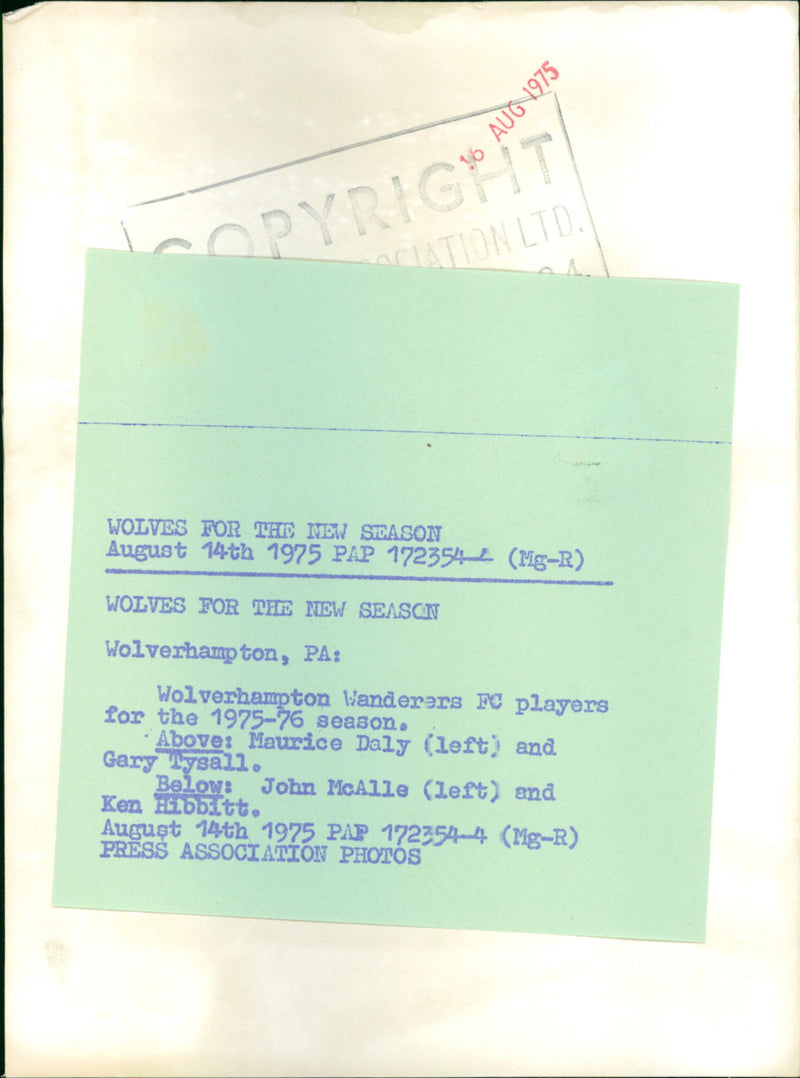 16 AUG 1975
COPYRIGHT
SOCIATION LTD.
WOLVES FOR THE NEW SEASON
August 14th 1975 PAP 172354- (Mg-R)
WOLVES FOR THE NEW SEASON
Wolverhampton, PA:
Wolverhampton Wanderers FC players
for the 1975-76 season.
Above: Maurice Daly (left) and
Gary Tysall.
Below: John McAlle (left) and
Ken Hibbitt.
August 14th 1975 PAP 172354-4 (Mg-R)
PRESS ASSOCIATION PHOTOS